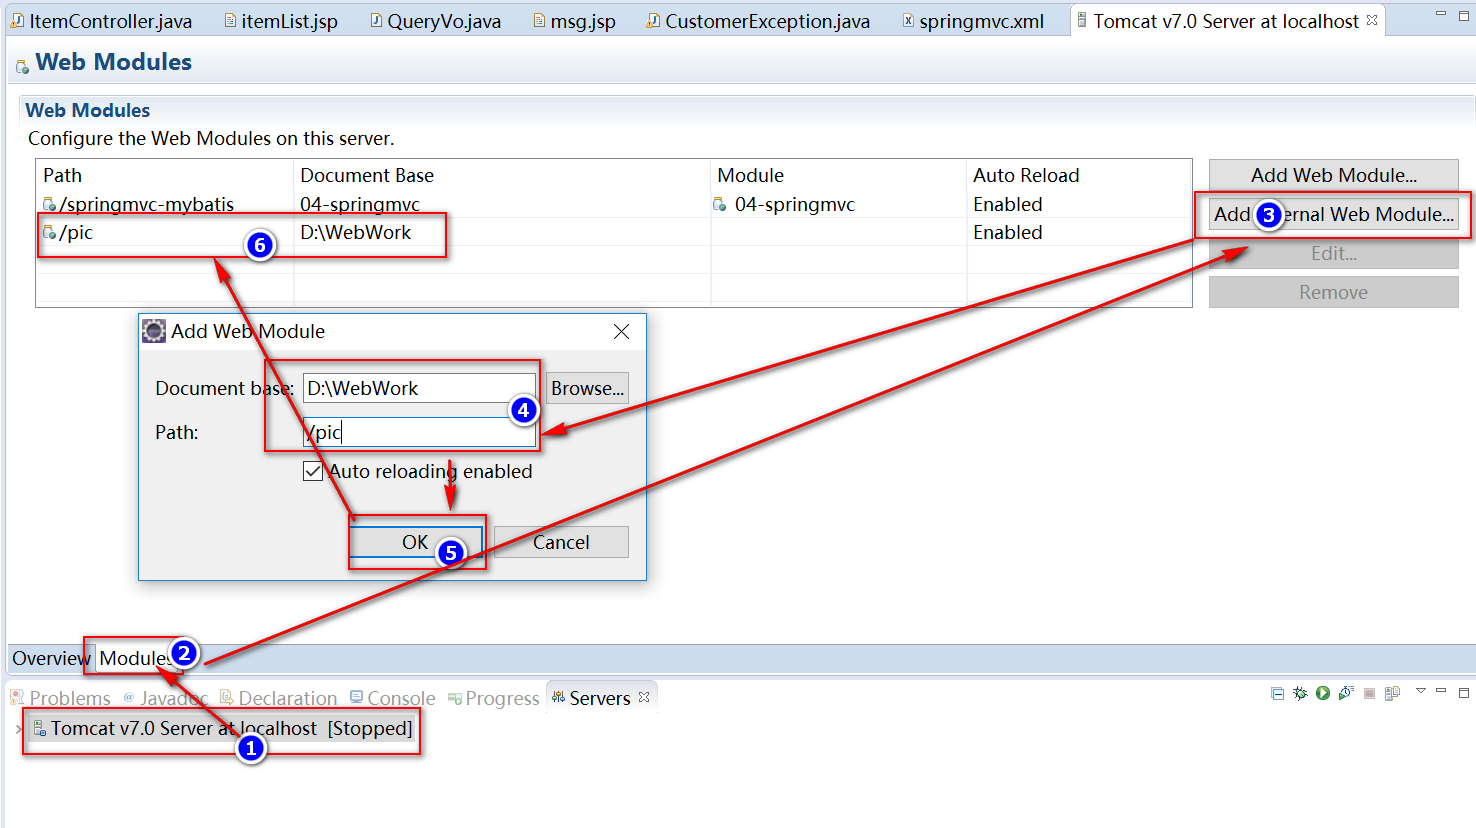 ItemController.java itemList.jsp QueryVo.java msg.jsp CustomerException.java springmvc.xml Tomcat v7.0 Server at localhost
Web Modules
Web Modules
Configure the Web Modules on this server.
Path Document Base Module Auto Reload
/springmvc-mybatis 04-springmvc 04-springmvc Enabled
/pic 6 D:\WebWork Enabled
Add Web Module...
Add 3 ernal Web Module...
Edit...
Remove
Add Web Module
Document base: D:\WebWork Browse...
4
Path: /pic
Auto reloading enabled
OK 5 Cancel
Overview Modules 2
Problems @ Javadoc Declaration Console Progress Servers
Tomcat v7.0 Server at localhost [Stopped]
1